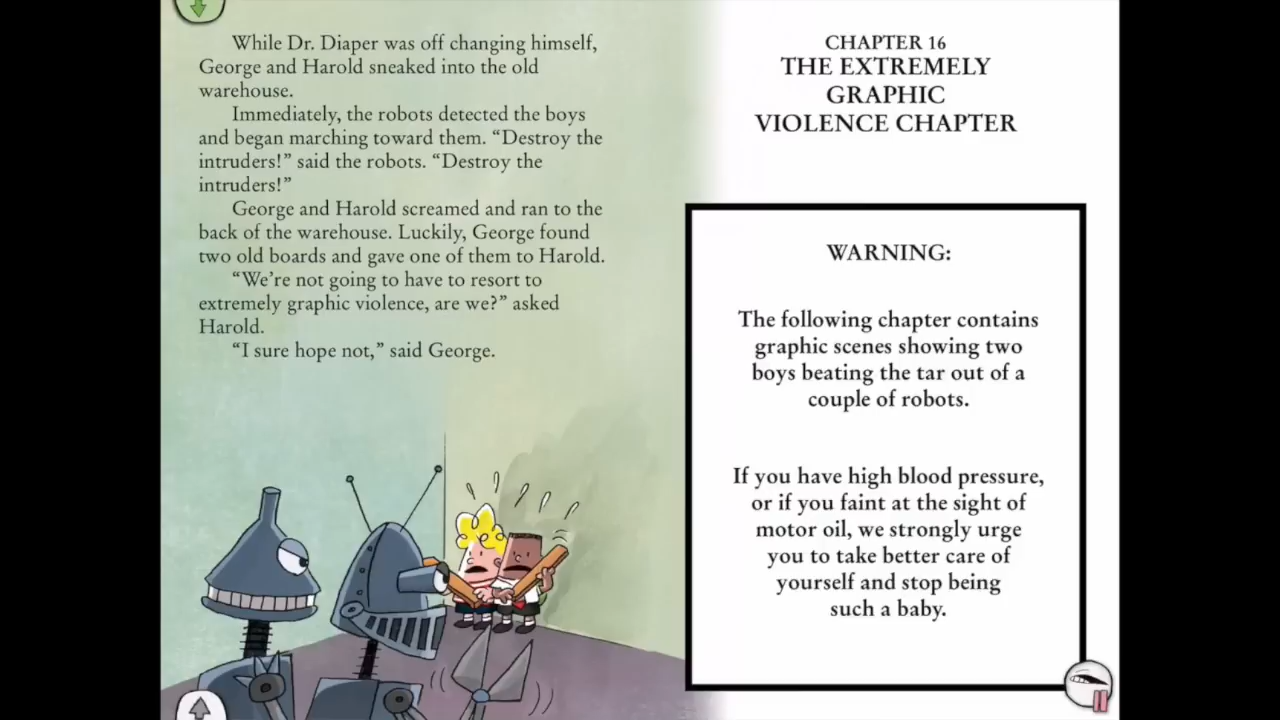 While Dr. Diaper was off changing himself,
George and Harold sneaked into the old
warehouse.
Immediately, the robots detected the boys
and began marching toward them. “Destroy the
intruders!” said the robots. “Destroy the
intruders!”
George and Harold screamed and ran to the
back of the warehouse. Luckily, George found
two old boards and gave one of them to Harold.
“We’re not going to have to resort to
extremely graphic violence, are we?” asked
Harold.
“I sure hope not,” said George.
CHAPTER 16
THE EXTREMELY
GRAPHIC
VIOLENCE CHAPTER
WARNING:
The following chapter contains
graphic scenes showing two
boys beating the tar out of a
couple of robots.
If you have high blood pressure,
or if you faint at the sight of
motor oil, we strongly urge
you to take better care of
yourself and stop being
such a baby.